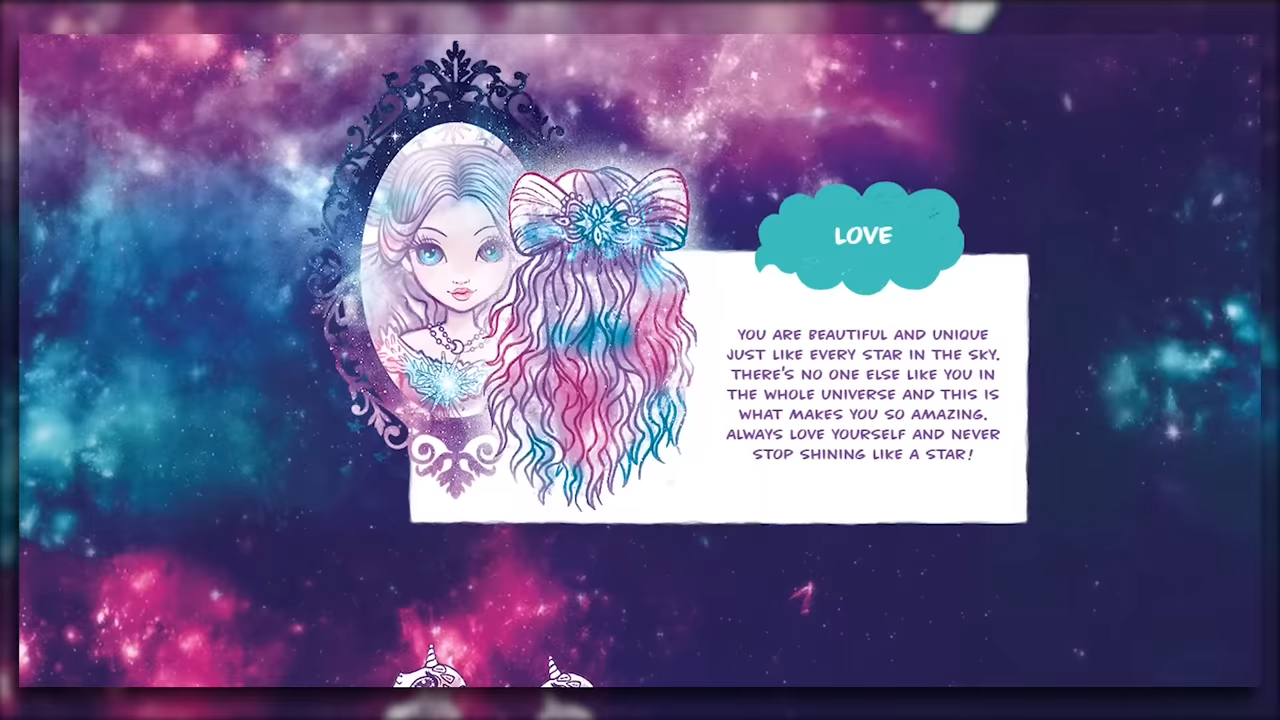 LOVE
YOU ARE BEAUTIFUL AND UNIQUE
JUST LIKE EVERY STAR IN THE SKY.
THERE'S NO ONE ELSE LIKE YOU IN
THE WHOLE UNIVERSE AND THIS IS
WHAT MAKES YOU SO AMAZING.
ALWAYS LOVE YOURSELF AND NEVER
STOP SHINING LIKE A STAR!